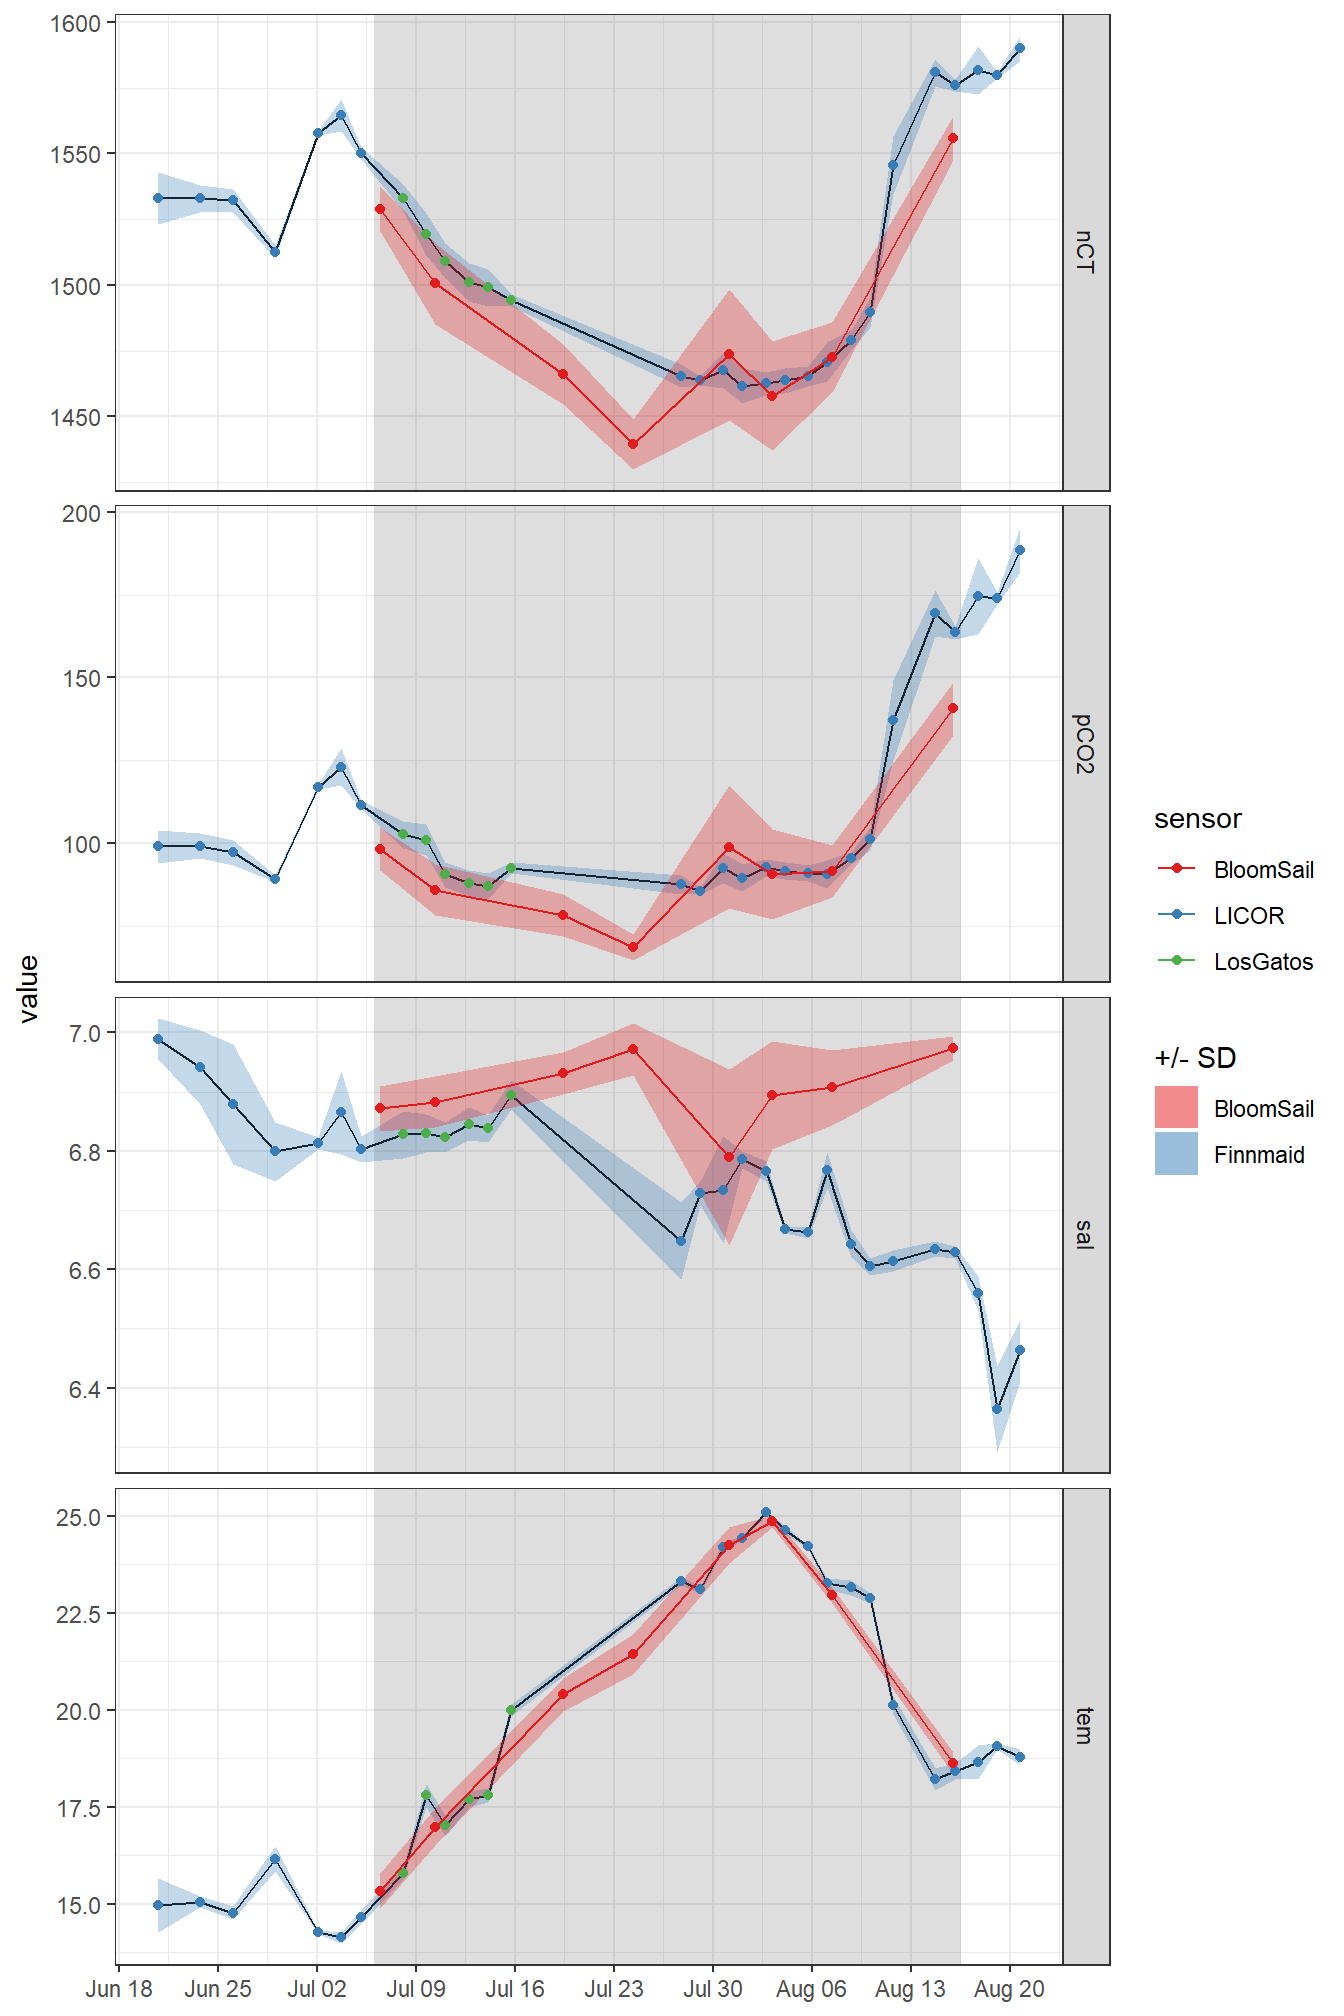 1600
1550
1500
1450
nCT
200
150
100
pCO2
7.0
6.8
6.6
6.4
sal
25.0
22.5
20.0
17.5
15.0
tem
Jun 18 Jun 25 Jul 02 Jul 09 Jul 16 Jul 23 Jul 30 Aug 06 Aug 13 Aug 20
value
sensor
BloomSail
LICOR
LosGatos
+/- SD
BloomSail
Finnmaid